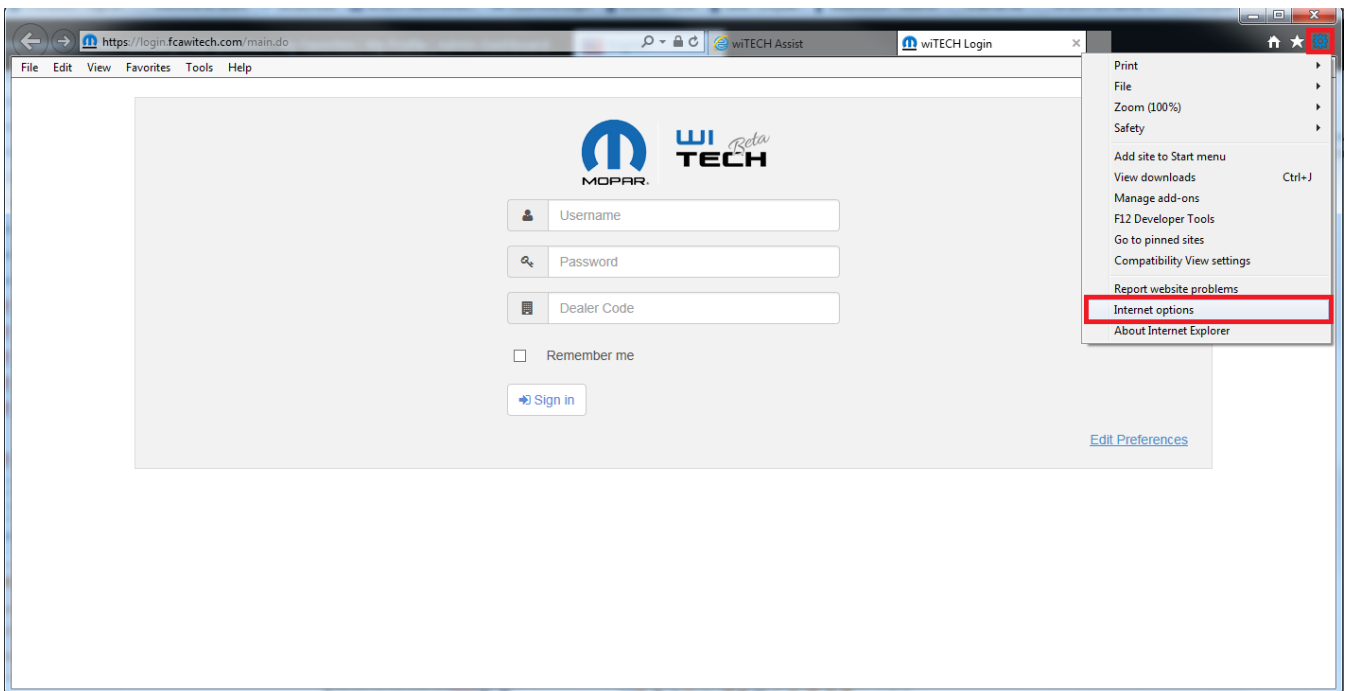 https://login.fcawitech.com/main.do
wiTECH Assist
wiTECH Login
File Edit View Favorites Tools Help
Print
File
Zoom (100%)
Safety
Add site to Start menu
View downloads Ctrl+J
Manage add-ons
F12 Developer Tools
Go to pinned sites
Compatibility View settings
Report website problems
Internet options
About Internet Explorer
MOPAR.
WI Beta
TECH
Username
Password
Dealer Code
Remember me
Sign in
Edit Preferences